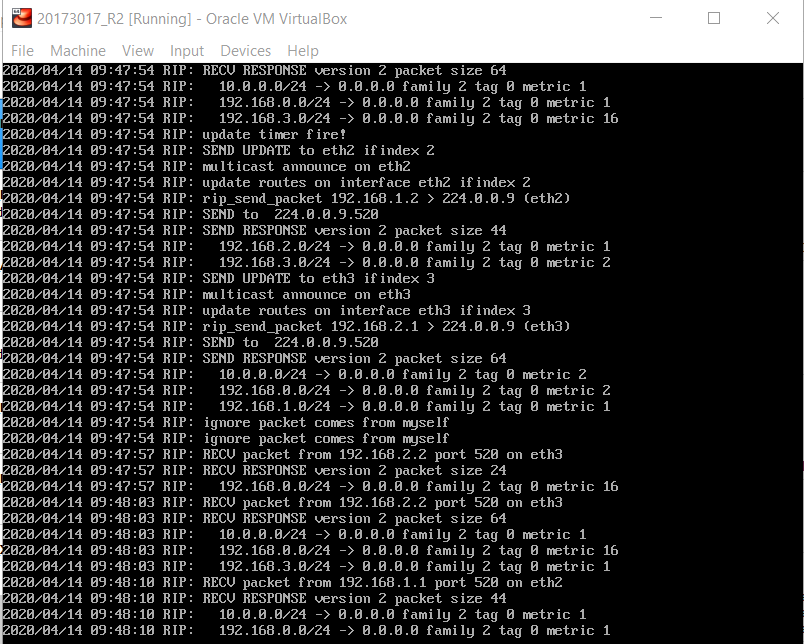 20173017_R2 [Running] - Oracle VM VirtualBox
File Machine View Input Devices Help
2020/04/14 09:47:54 RIP: RECV RESPONSE version 2 packet size 64
2020/04/14 09:47:54 RIP:   10.0.0.0/24 -> 0.0.0.0 family 2 tag 0 metric 1
2020/04/14 09:47:54 RIP:   192.168.0.0/24 -> 0.0.0.0 family 2 tag 0 metric 1
2020/04/14 09:47:54 RIP:   192.168.3.0/24 -> 0.0.0.0 family 2 tag 0 metric 16
2020/04/14 09:47:54 RIP: update timer fire!
2020/04/14 09:47:54 RIP: SEND UPDATE to eth2 ifindex 2
2020/04/14 09:47:54 RIP: multicast announce on eth2
2020/04/14 09:47:54 RIP: update routes on interface eth2 ifindex 2
2020/04/14 09:47:54 RIP: rip_send_packet 192.168.1.2 > 224.0.0.9 (eth2)
2020/04/14 09:47:54 RIP: SEND to  224.0.0.9.520
2020/04/14 09:47:54 RIP: SEND RESPONSE version 2 packet size 44
2020/04/14 09:47:54 RIP:   192.168.2.0/24 -> 0.0.0.0 family 2 tag 0 metric 1
2020/04/14 09:47:54 RIP:   192.168.3.0/24 -> 0.0.0.0 family 2 tag 0 metric 2
2020/04/14 09:47:54 RIP: SEND UPDATE to eth3 ifindex 3
2020/04/14 09:47:54 RIP: multicast announce on eth3
2020/04/14 09:47:54 RIP: update routes on interface eth3 ifindex 3
2020/04/14 09:47:54 RIP: rip_send_packet 192.168.2.1 > 224.0.0.9 (eth3)
2020/04/14 09:47:54 RIP: SEND to  224.0.0.9.520
2020/04/14 09:47:54 RIP: SEND RESPONSE version 2 packet size 64
2020/04/14 09:47:54 RIP:   10.0.0.0/24 -> 0.0.0.0 family 2 tag 0 metric 2
2020/04/14 09:47:54 RIP:   192.168.0.0/24 -> 0.0.0.0 family 2 tag 0 metric 2
2020/04/14 09:47:54 RIP:   192.168.1.0/24 -> 0.0.0.0 family 2 tag 0 metric 1
2020/04/14 09:47:54 RIP: ignore packet comes from myself
2020/04/14 09:47:54 RIP: ignore packet comes from myself
2020/04/14 09:47:57 RIP: RECV packet from 192.168.2.2 port 520 on eth3
2020/04/14 09:47:57 RIP: RECV RESPONSE version 2 packet size 24
2020/04/14 09:47:57 RIP:   192.168.0.0/24 -> 0.0.0.0 family 2 tag 0 metric 16
2020/04/14 09:48:03 RIP: RECV packet from 192.168.2.2 port 520 on eth3
2020/04/14 09:48:03 RIP: RECV RESPONSE version 2 packet size 64
2020/04/14 09:48:03 RIP:   10.0.0.0/24 -> 0.0.0.0 family 2 tag 0 metric 1
2020/04/14 09:48:03 RIP:   192.168.0.0/24 -> 0.0.0.0 family 2 tag 0 metric 16
2020/04/14 09:48:03 RIP:   192.168.3.0/24 -> 0.0.0.0 family 2 tag 0 metric 1
2020/04/14 09:48:10 RIP: RECV packet from 192.168.1.1 port 520 on eth2
2020/04/14 09:48:10 RIP: RECV RESPONSE version 2 packet size 44
2020/04/14 09:48:10 RIP:   10.0.0.0/24 -> 0.0.0.0 family 2 tag 0 metric 1
2020/04/14 09:48:10 RIP:   192.168.0.0/24 -> 0.0.0.0 family 2 tag 0 metric 1